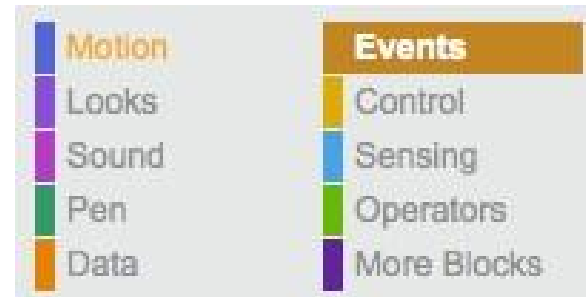 Motion
Looks
Sound
Pen
Data
Events
Control
Sensing
Operators
More Blocks